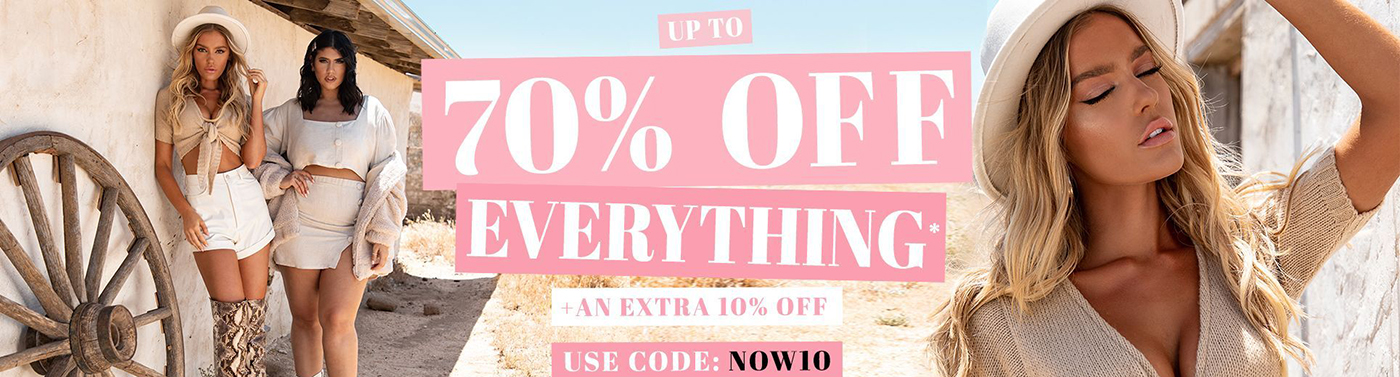 UP TO
70% OFF
EVERYTHING*
+AN EXTRA 10% OFF
USE CODE: NOW10